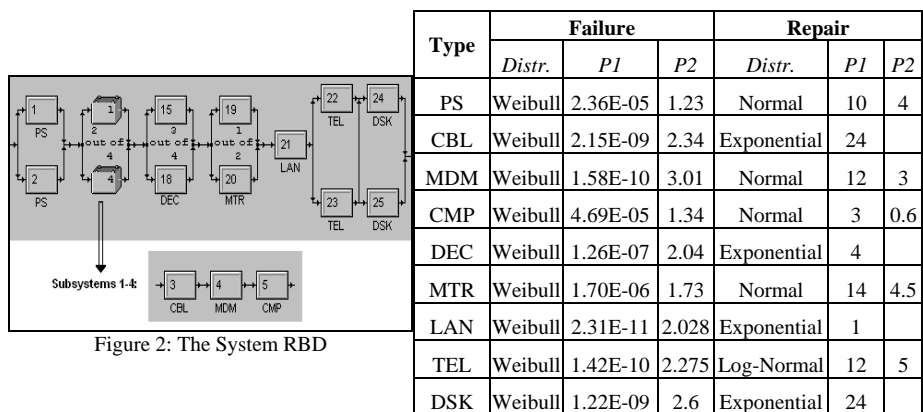 1
PS
2
PS
1
2
out of
4
4
15
3
out of
4
18
DEC
19
1
out of
2
20
MTR
21
LAN
22
TEL
24
DSK
23
TEL
25
DSK
Subsystems 1-4:
3
CBL
4
MDM
5
CMP
Figure 2: The System RBD
Type Failure Repair
Distr. P1 P2 Distr. P1 P2
PS Weibull 2.36E-05 1.23 Normal 10 4
CBL Weibull 2.15E-09 2.34 Exponential 24
MDM Weibull 1.58E-10 3.01 Normal 12 3
CMP Weibull 4.69E-05 1.34 Normal 3 0.6
DEC Weibull 1.26E-07 2.04 Exponential 4
MTR Weibull 1.70E-06 1.73 Normal 14 4.5
LAN Weibull 2.31E-11 2.028 Exponential 1
TEL Weibull 1.42E-10 2.275 Log-Normal 12 5
DSK Weibull 1.22E-09 2.6 Exponential 24